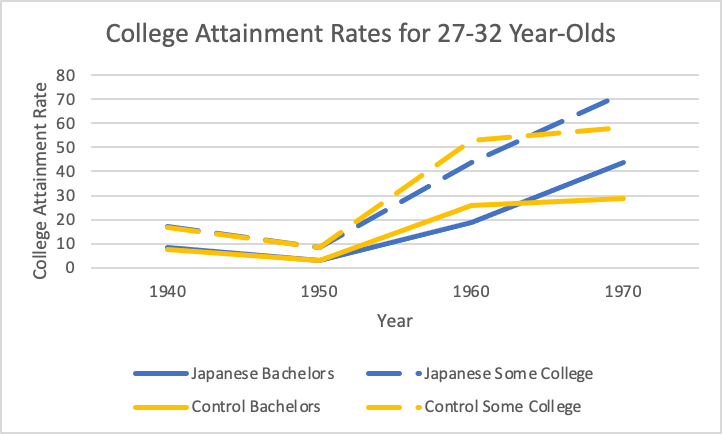 College Attainment Rates for 27-32 Year-Olds
College Attainment Rate
80
70
60
50
40
30
20
10
0
1940 1950 1960 1970
Year
Japanese Bachelors Japanese Some College
Control Bachelors Control Some College